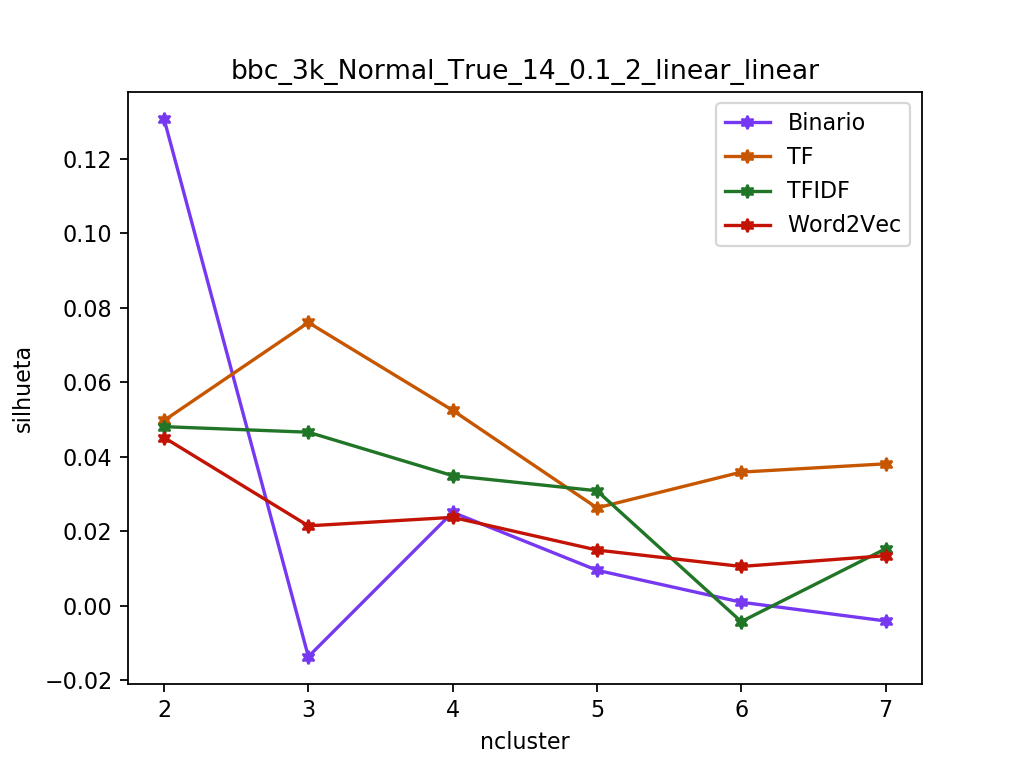 bbc_3k_Normal_True_14_0.1_2_linear_linear
Binario
TF
TFIDF
Word2Vec
silhueta
0.12
0.10
0.08
0.06
0.04
0.02
0.00
−0.02
2 3 4 5 6 7
ncluster